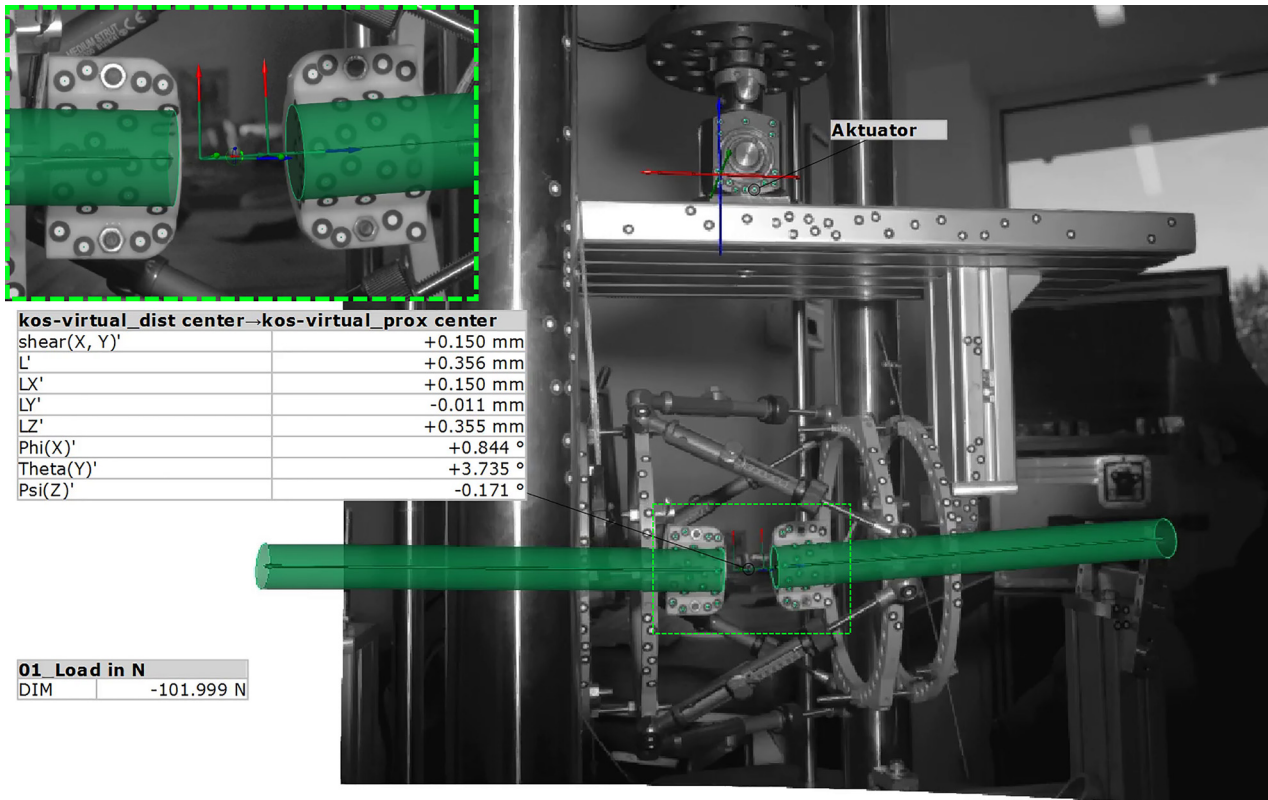 MEDIUM STRUT
Aktuator
kos-virtual_dist center→kos-virtual_prox center
shear(X, Y)' +0.150 mm
L' +0.356 mm
LX' +0.150 mm
LY' -0.011 mm
LZ' +0.355 mm
Phi(X)' +0.844 °
Theta(Y)' +3.735 °
Psi(Z)' -0.171 °
01_Load in N
DIM -101.999 N